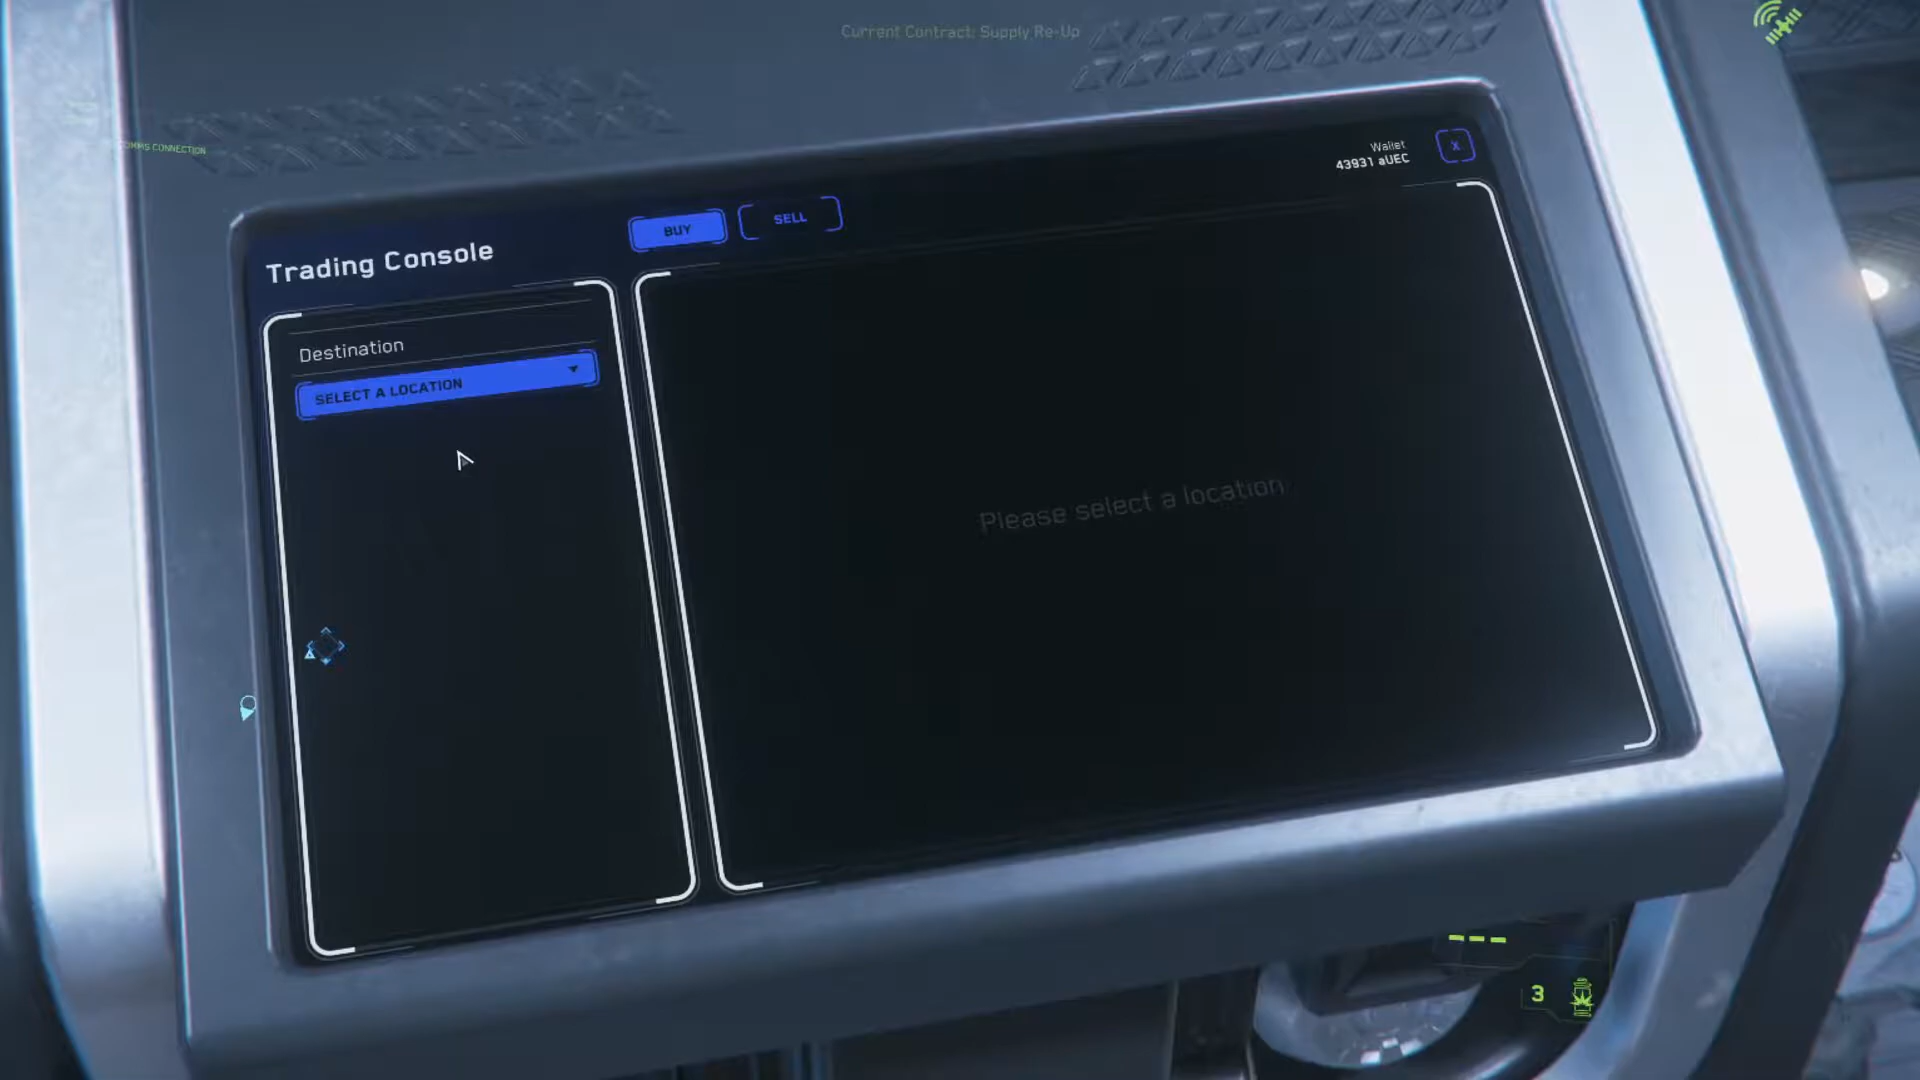 Current Contract: Supply Re-Up
COMMS CONNECTION
Wallet
43931 aUEC
X
BUY
SELL
Trading Console
Destination
SELECT A LOCATION
Please select a location
3